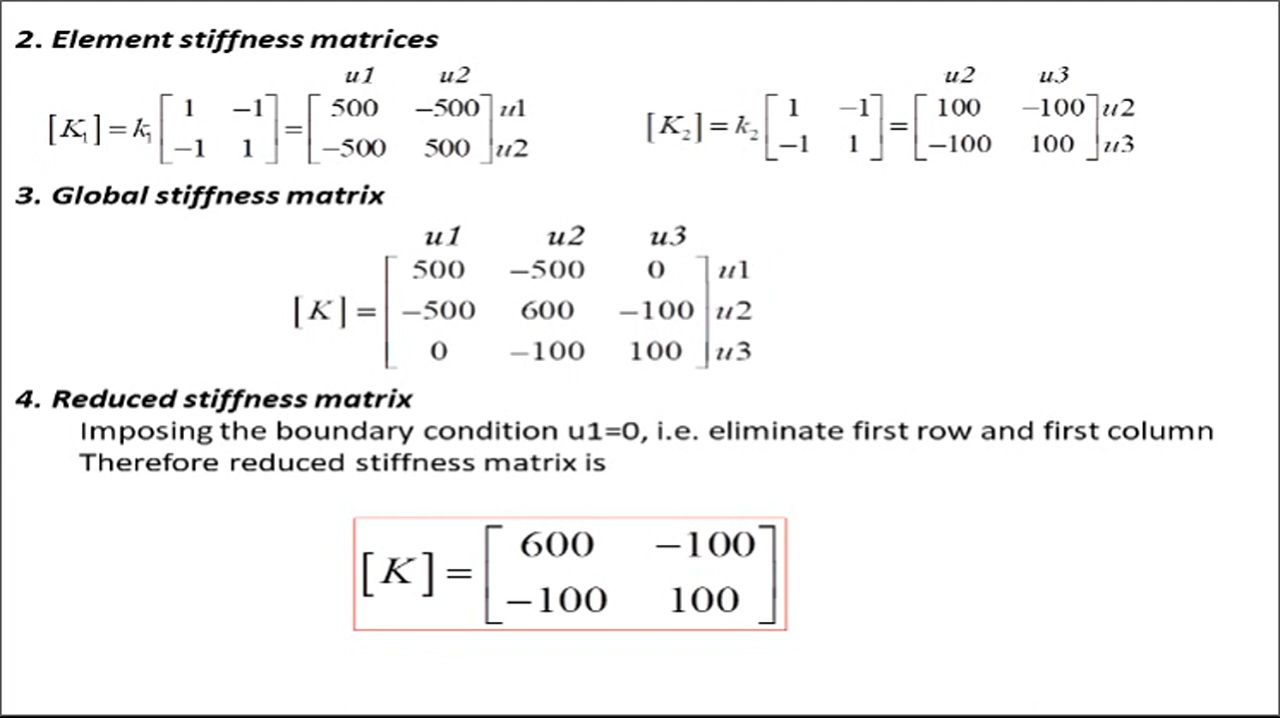 2. Element stiffness matrices
u1 u2 u2 u3
[K₁] = k₁ [ 1 −1 ; −1 1 ] = [ 500 −500 ; −500 500 ] u1 u2 [K₂] = k₂ [ 1 −1 ; −1 1 ] = [ 100 −100 ; −100 100 ] u2 u3
3. Global stiffness matrix
u1 u2 u3
500 −500 0 u1
[K] = −500 600 −100 u2
0 −100 100 u3
4. Reduced stiffness matrix
Imposing the boundary condition u1=0, i.e. eliminate first row and first column
Therefore reduced stiffness matrix is
[K] = [ 600 −100 ; −100 100 ]